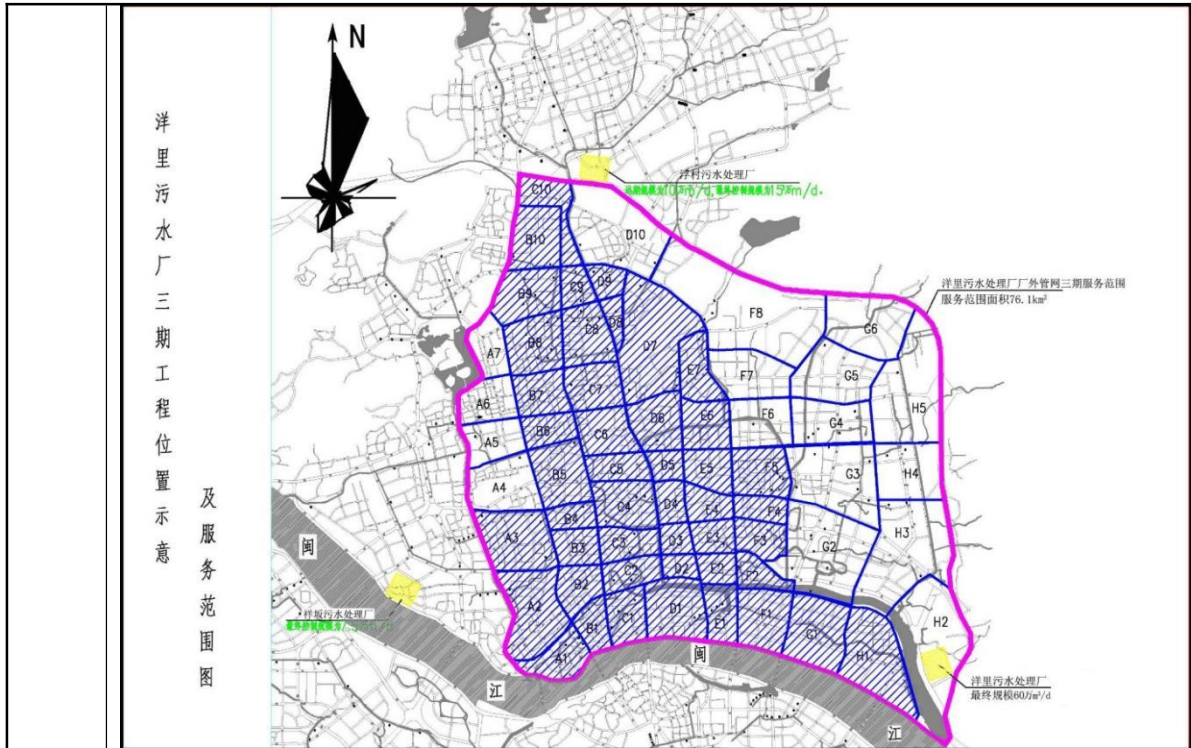 洋里污水厂三期工程位置示意
及服务范围图
N
浮村污水处理厂
洋里污水处理厂厂外管网三期服务范围
服务范围面积76.1km²
C10
B10
D10
B9
C9
D9
F8
G6
C8
D8
B8
A7
D7
E7
F7
G5
B7
C7
A6
H5
D6
E6
F6
G4
B6
C6
A5
B5
C5
D5
E5
F5
G3
H4
A4
C4
D4
E4
F4
B4
A3
B3
C3
D3
E3
F3
G2
H3
闽
B2
C2
D2
E2
F2
祥坂污水处理厂
A2
B1
C1
D1
E1
F1
G1
H1
H2
A1
闽
江
江
洋里污水处理厂
最终规模60万m³/d